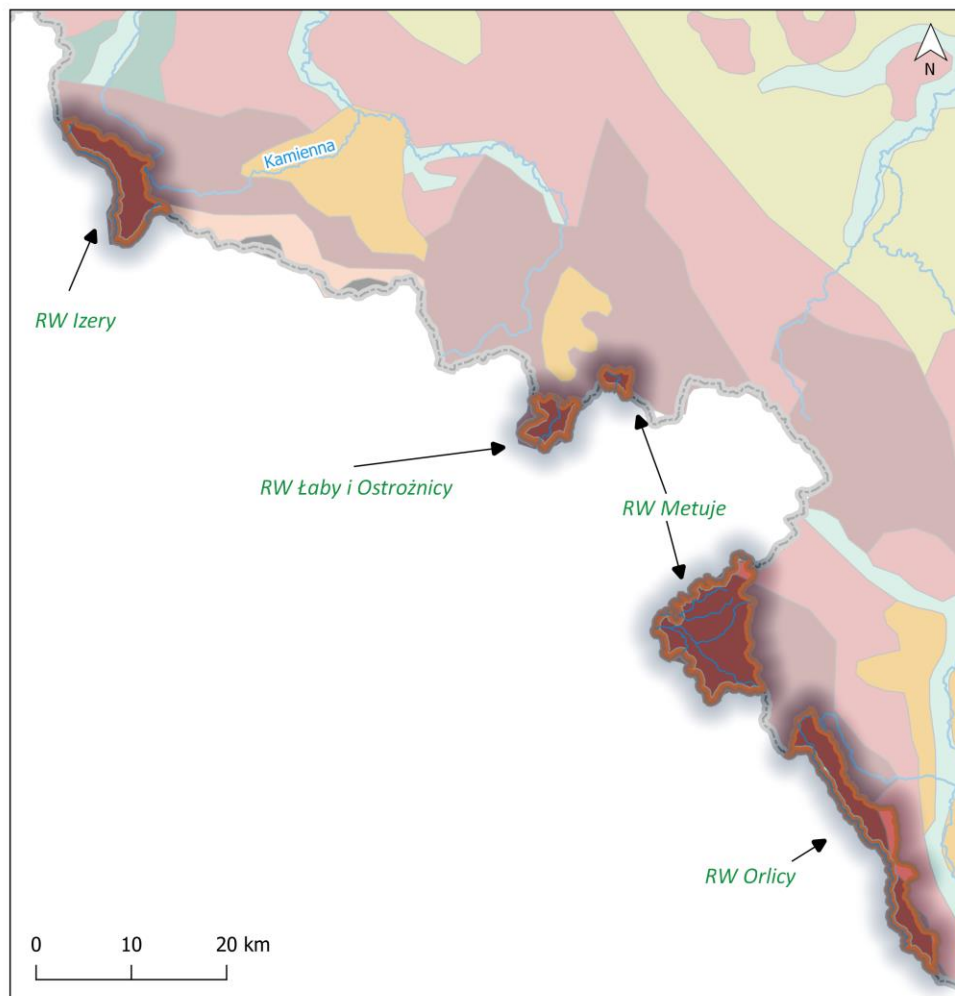 N
Kamienna
RW Izery
RW Łaby i Ostrożnicy
RW Metuje
RW Orlicy
0 10 20 km